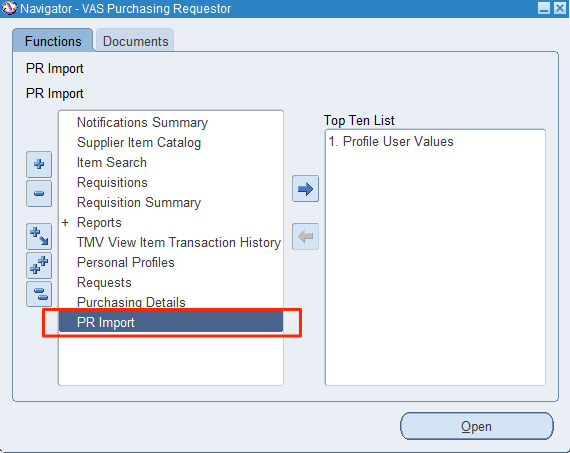 Navigator - VAS Purchasing Requestor
Functions
Documents
PR Import
PR Import
Notifications Summary
Supplier Item Catalog
Item Search
Requisitions
Requisition Summary
+ Reports
TMV View Item Transaction History
Personal Profiles
Requests
Purchasing Details
PR Import
Top Ten List
1. Profile User Values
Open